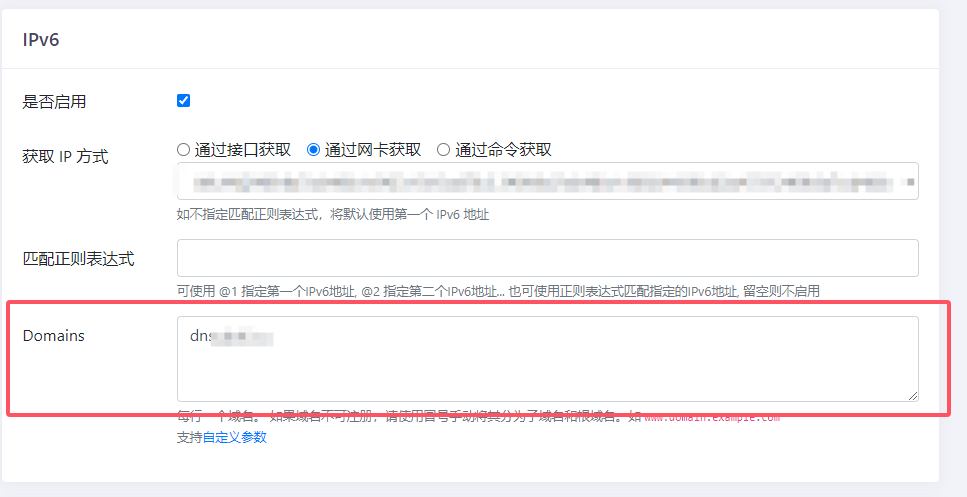 IPv6
是否启用
获取 IP 方式
通过接口获取 通过网卡获取 通过命令获取
如不指定匹配正则表达式，将默认使用第一个 IPv6 地址
匹配正则表达式
可使用 @1 指定第一个IPv6地址, @2 指定第二个IPv6地址... 也可使用正则表达式匹配指定的IPv6地址, 留空则不启用
Domains
dns
每行一个域名。 如果域名不可注册，请使用冒号手动将其分为子域名和根域名。如 www:domain.example.com
支持自定义参数